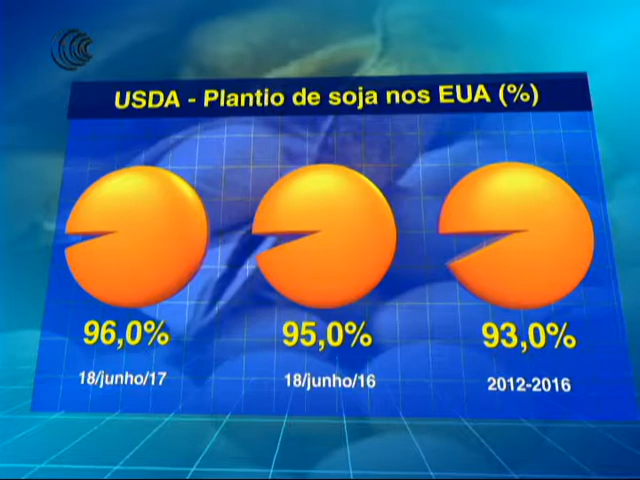 USDA - Plantio de soja nos EUA (%)
96,0% 95,0% 93,0%
18/junho/17 18/junho/16 2012-2016